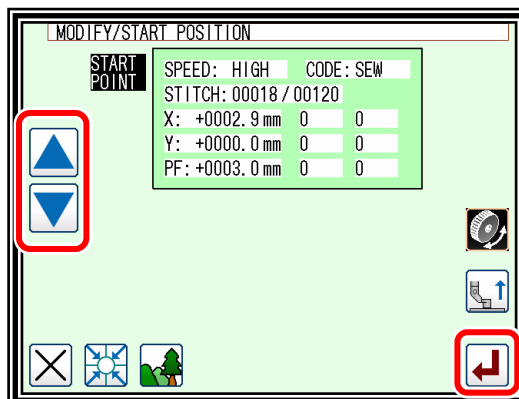 MODIFY/START POSITION
START
POINT
SPEED: HIGH CODE: SEW
STITCH: 00018 / 00120
X: +0002.9 mm 0 0
Y: +0000.0 mm 0 0
PF: +0003.0 mm 0 0